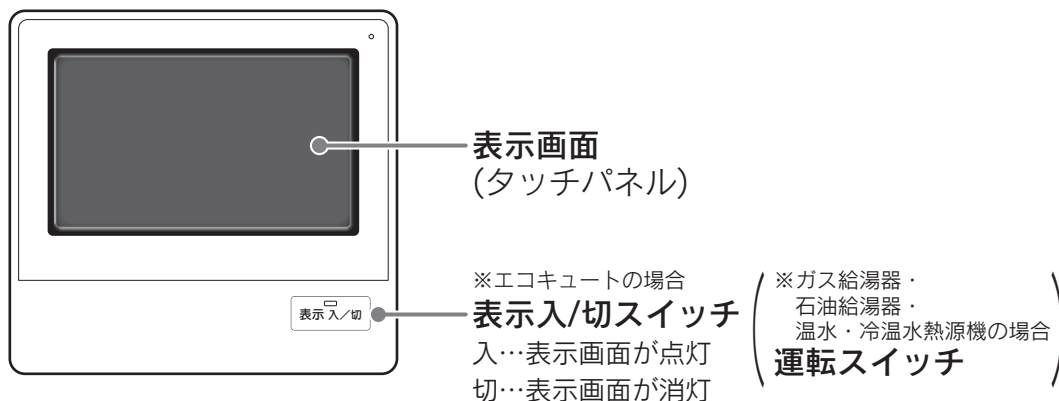 表示画面
(タッチパネル)
※エコキュートの場合
表示入/切スイッチ
入…表示画面が点灯
切…表示画面が消灯
※ガス給湯器・
石油給湯器・
温水・冷温水熱源機の場合
運転スイッチ
表示 入/切